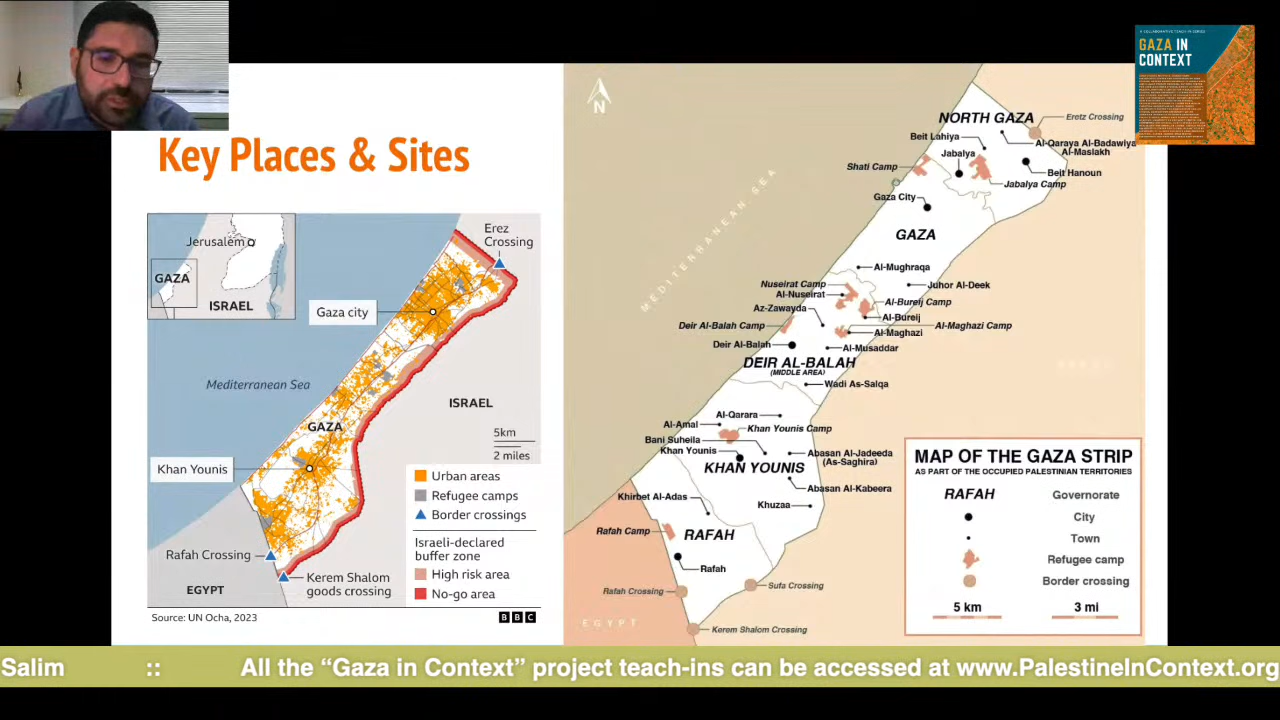 A COLLABORATIVE TEACH-IN SERIES
GAZA IN
CONTEXT
Key Places & Sites
Jerusalem
GAZA
ISRAEL
Erez
Crossing
Gaza city
Mediterranean Sea
ISRAEL
GAZA
5km
2 miles
Khan Younis
Urban areas
Refugee camps
Border crossings
Israeli-declared
buffer zone
High risk area
No-go area
Rafah Crossing
Kerem Shalom
goods crossing
EGYPT
Source: UN Ocha, 2023
BBC
N
MEDITERRANEAN SEA
NORTH GAZA
Eretz Crossing
Beit Lahiya
Al-Qaraya Al-Badawiya
Al-Maslakh
Jabalya
Shati Camp
Beit Hanoun
Jabalya Camp
Gaza City
GAZA
Al-Mughraqa
Nuseirat Camp
Juhor Al-Deek
Al-Nuseirat
Al-Bureij Camp
Az-Zawayda
Al-Bureij
Deir Al-Balah Camp
Al-Maghazi Camp
Al-Maghazi
Deir Al-Balah
Al-Musaddar
DEIR AL-BALAH
(MIDDLE AREA)
Wadi As-Salqa
Al-Qarara
Al-Amal
Khan Younis Camp
Bani Suheila
Khan Younis
Abasan Al-Jadeeda
(As-Saghira)
KHAN YOUNIS
Abasan Al-Kabeera
Khirbet Al-Adas
Khuzaa
Rafah Camp
RAFAH
Rafah
Sufa Crossing
Rafah Crossing
EGYPT
Kerem Shalom Crossing
MAP OF THE GAZA STRIP
AS PART OF THE OCCUPIED PALESTINIAN TERRITORIES
RAFAH Governorate
City
Town
Refugee camp
Border crossing
5 km 3 mi
Salim :: All the “Gaza in Context” project teach-ins can be accessed at www.PalestineInContext.org